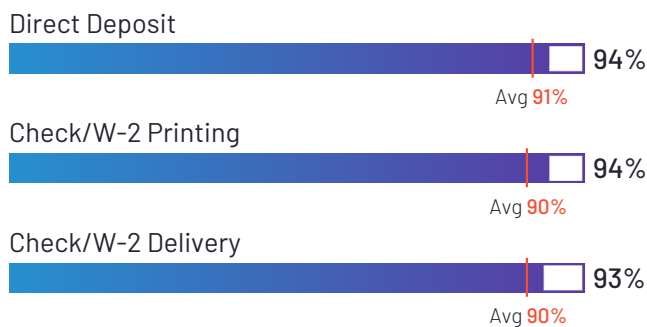 Direct Deposit
94%
Avg 91%
Check/W-2 Printing
94%
Avg 90%
Check/W-2 Delivery
93%
Avg 90%